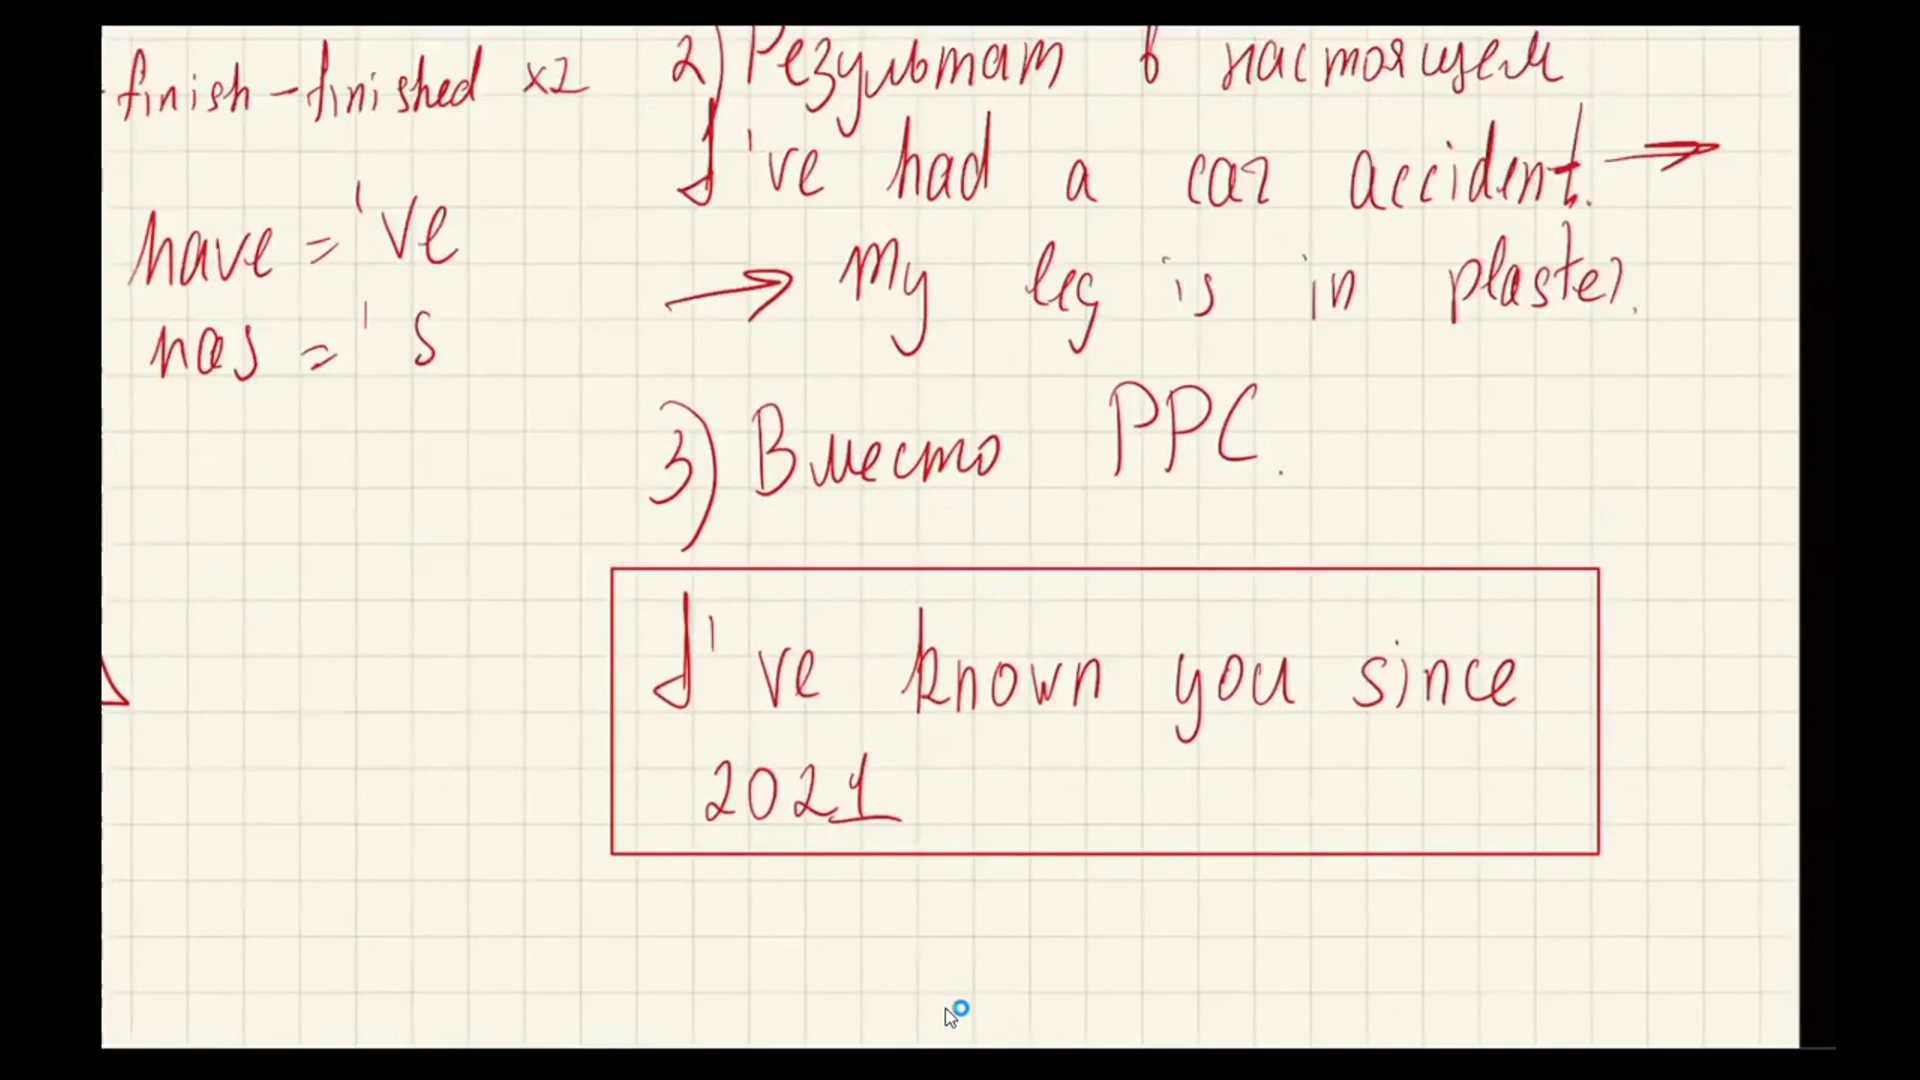 - finish - finished x2
have = 've
has = 's
2) Результат в настоящем
I've had a car accident. →
→ My leg is in plaster.
3) Вместо PPC.
I've known you since
2021